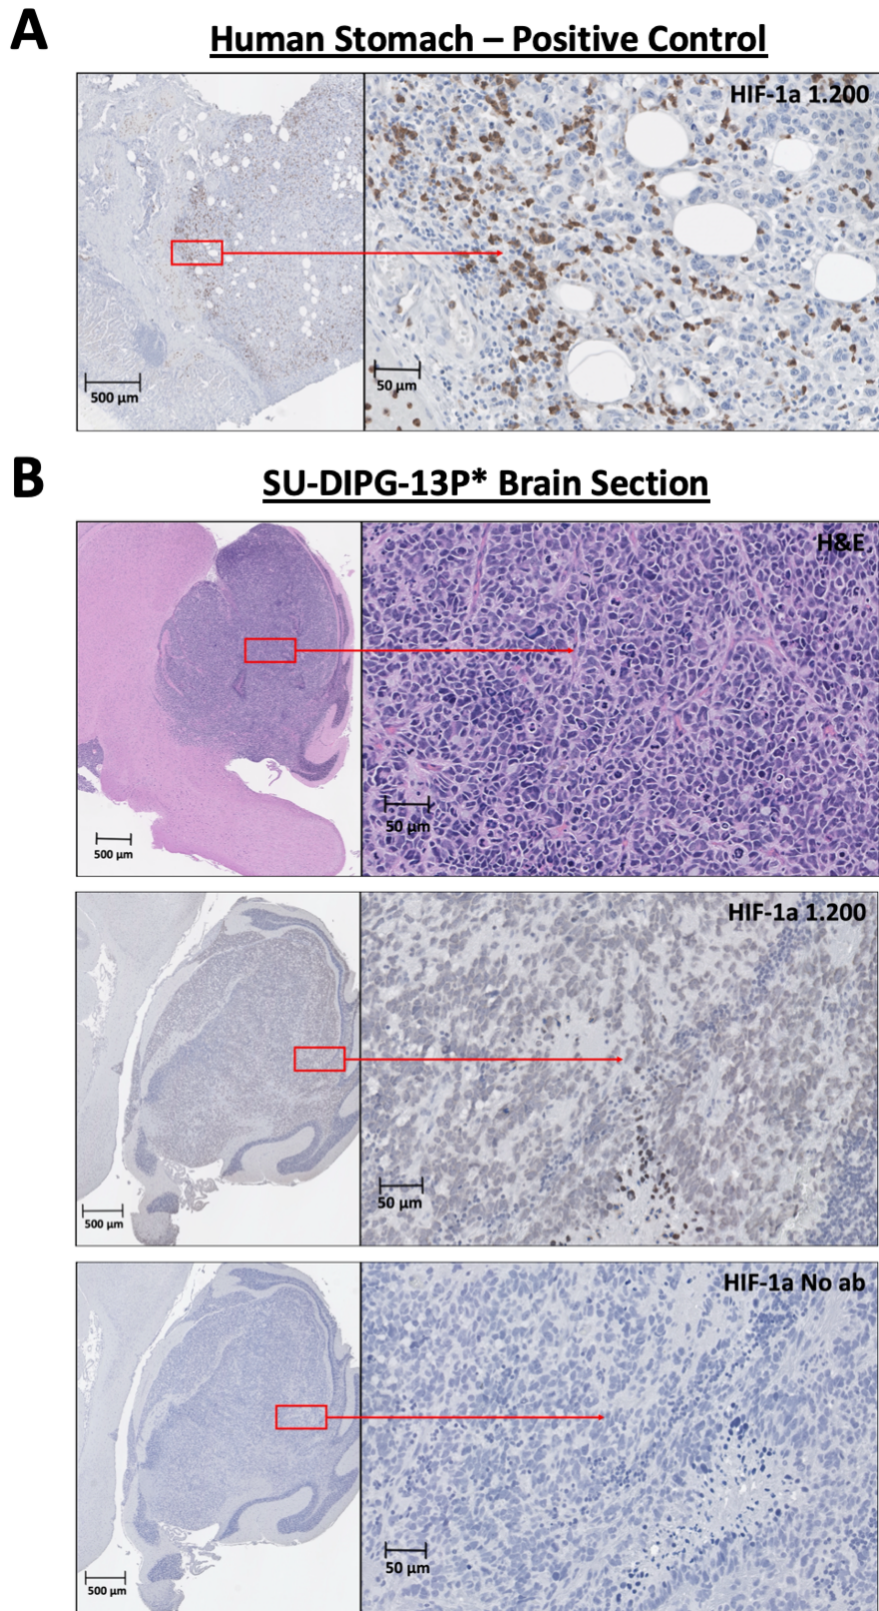 A
Human Stomach – Positive Control
HIF-1a 1.200
500 µm
50 µm
B
SU-DIPG-13P* Brain Section
H&E
500 µm
50 µm
HIF-1a 1.200
500 µm
50 µm
HIF-1a No ab
500 µm
50 µm